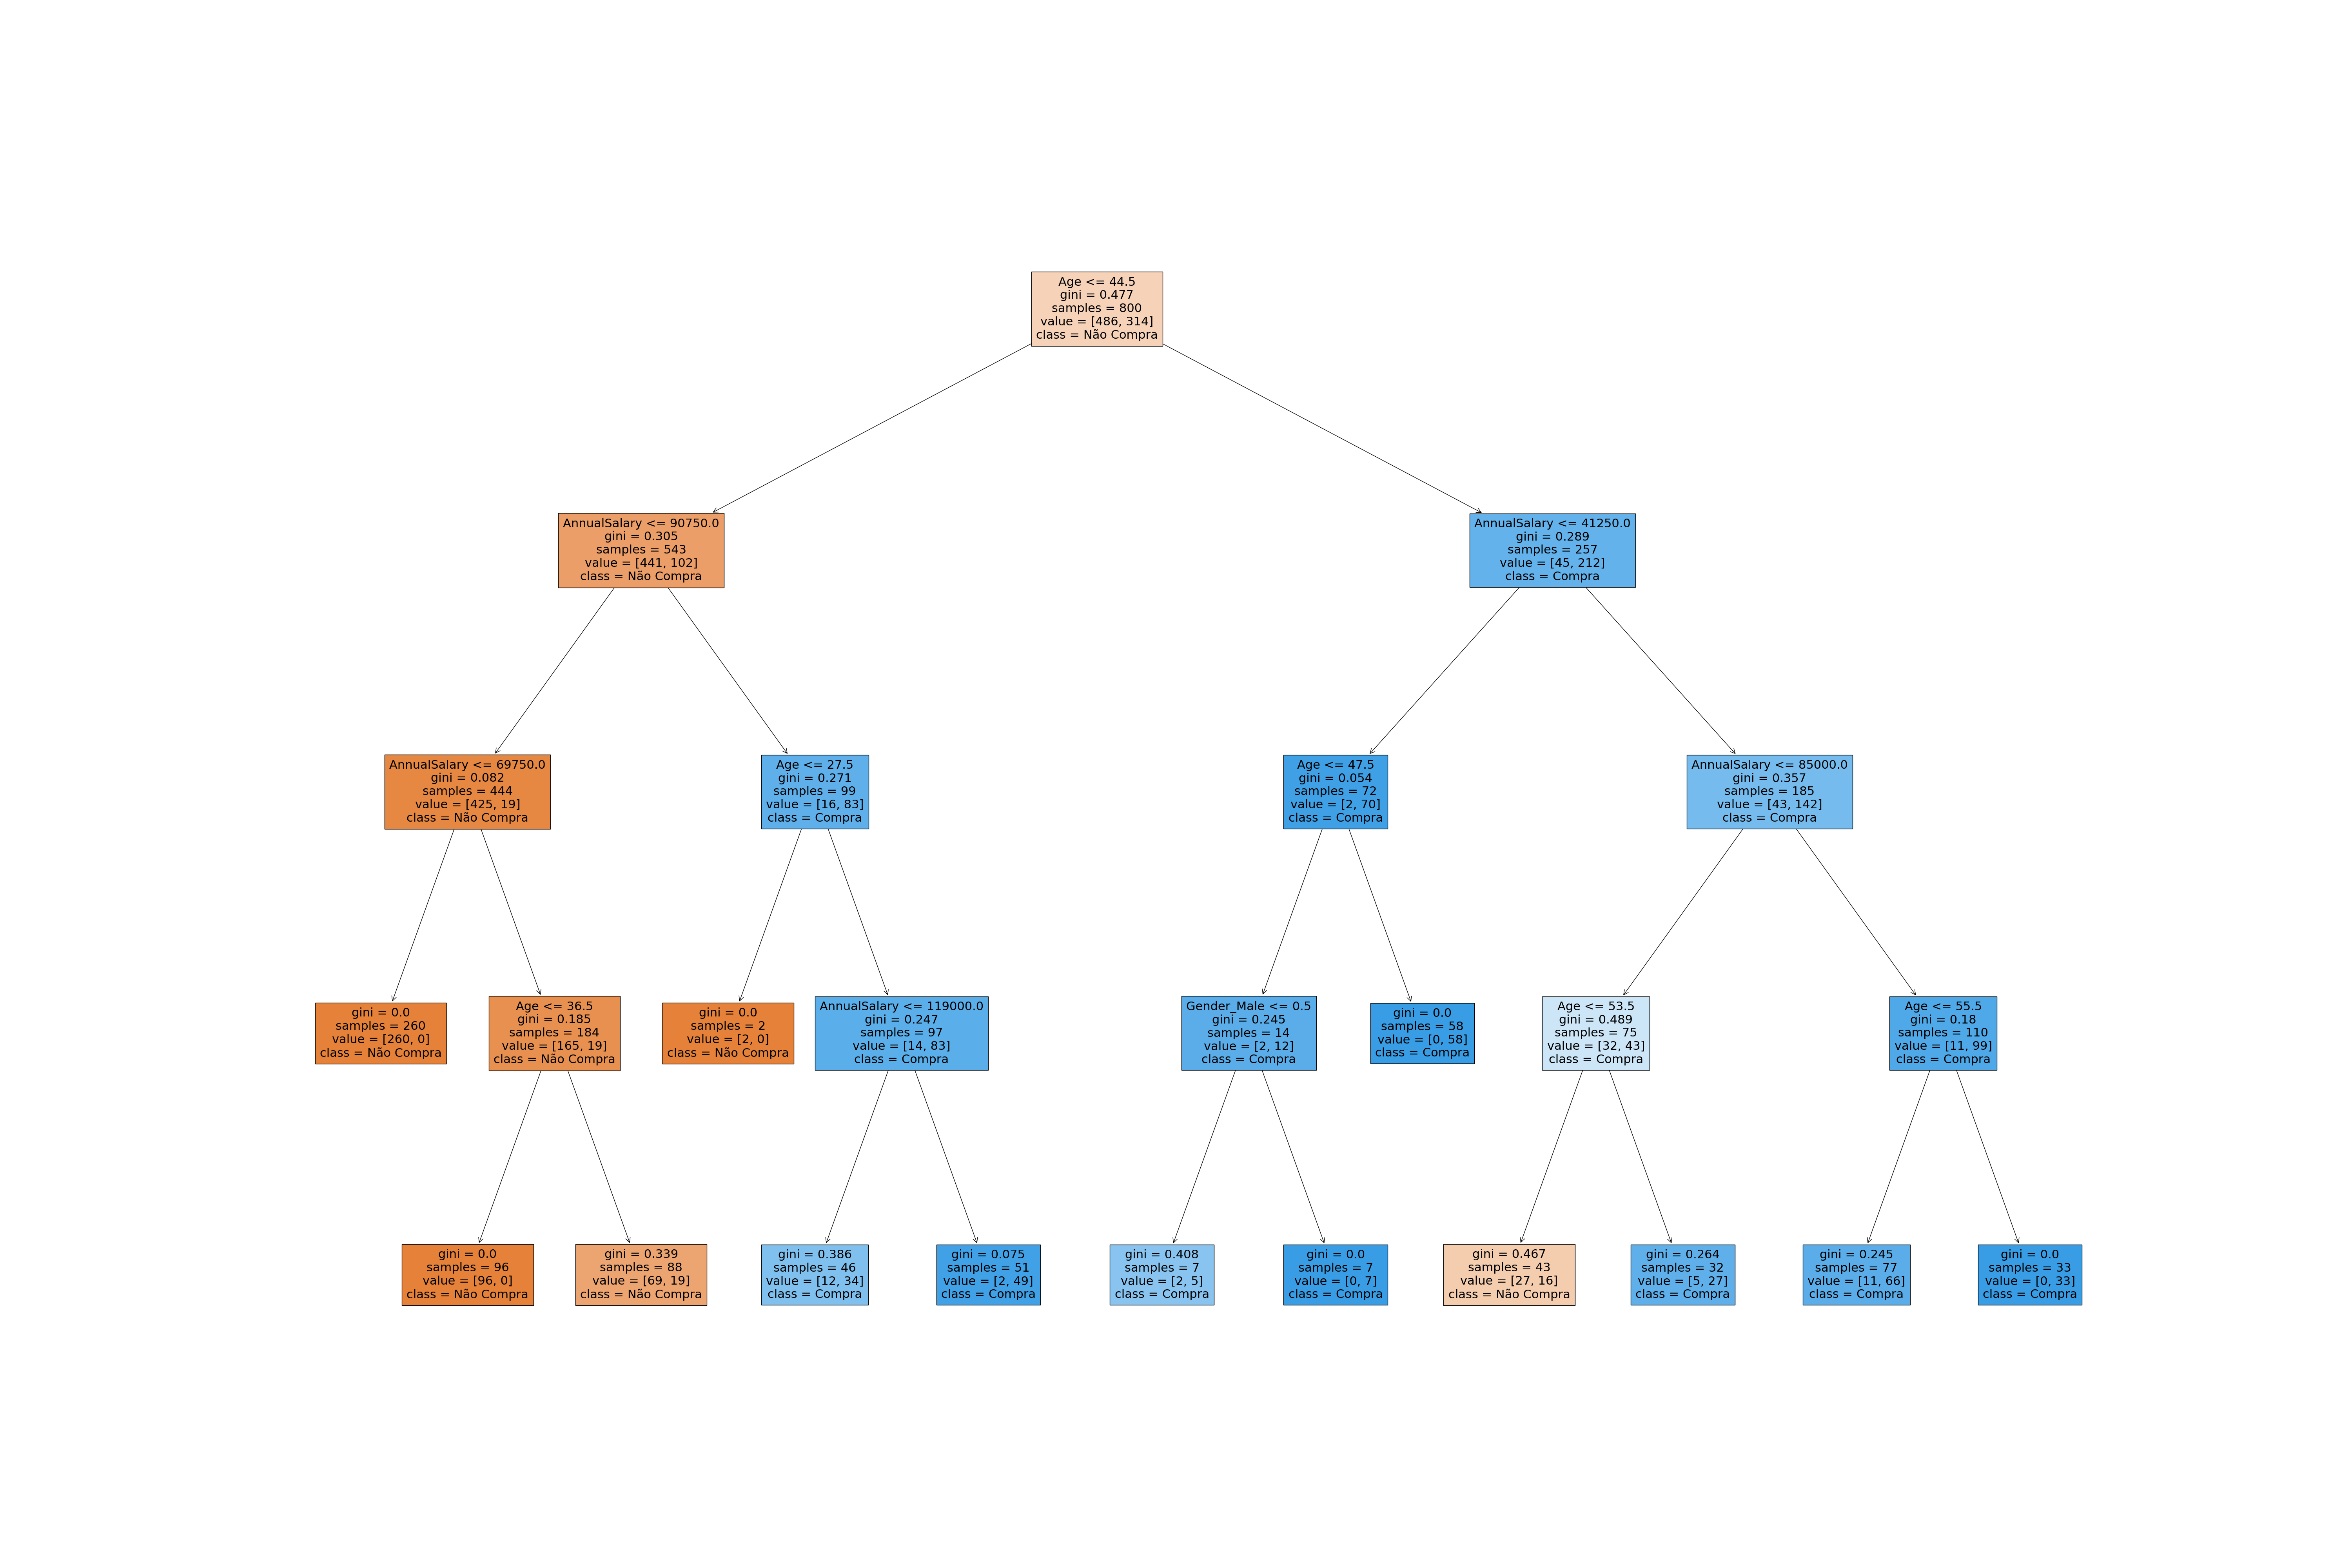 Age <= 44.5
gini = 0.477
samples = 800
value = [486, 314]
class = Não Compra
AnnualSalary <= 90750.0
gini = 0.305
samples = 543
value = [441, 102]
class = Não Compra
AnnualSalary <= 41250.0
gini = 0.289
samples = 257
value = [45, 212]
class = Compra
AnnualSalary <= 69750.0
gini = 0.082
samples = 444
value = [425, 19]
class = Não Compra
Age <= 27.5
gini = 0.271
samples = 99
value = [16, 83]
class = Compra
Age <= 47.5
gini = 0.054
samples = 72
value = [2, 70]
class = Compra
AnnualSalary <= 85000.0
gini = 0.357
samples = 185
value = [43, 142]
class = Compra
gini = 0.0
samples = 260
value = [260, 0]
class = Não Compra
Age <= 36.5
gini = 0.185
samples = 184
value = [165, 19]
class = Não Compra
gini = 0.0
samples = 2
value = [2, 0]
class = Não Compra
AnnualSalary <= 119000.0
gini = 0.247
samples = 97
value = [14, 83]
class = Compra
Gender_Male <= 0.5
gini = 0.245
samples = 14
value = [2, 12]
class = Compra
gini = 0.0
samples = 58
value = [0, 58]
class = Compra
Age <= 53.5
gini = 0.489
samples = 75
value = [32, 43]
class = Compra
Age <= 55.5
gini = 0.18
samples = 110
value = [11, 99]
class = Compra
gini = 0.0
samples = 96
value = [96, 0]
class = Não Compra
gini = 0.339
samples = 88
value = [69, 19]
class = Não Compra
gini = 0.386
samples = 46
value = [12, 34]
class = Compra
gini = 0.075
samples = 51
value = [2, 49]
class = Compra
gini = 0.408
samples = 7
value = [2, 5]
class = Compra
gini = 0.0
samples = 7
value = [0, 7]
class = Compra
gini = 0.467
samples = 43
value = [27, 16]
class = Não Compra
gini = 0.264
samples = 32
value = [5, 27]
class = Compra
gini = 0.245
samples = 77
value = [11, 66]
class = Compra
gini = 0.0
samples = 33
value = [0, 33]
class = Compra